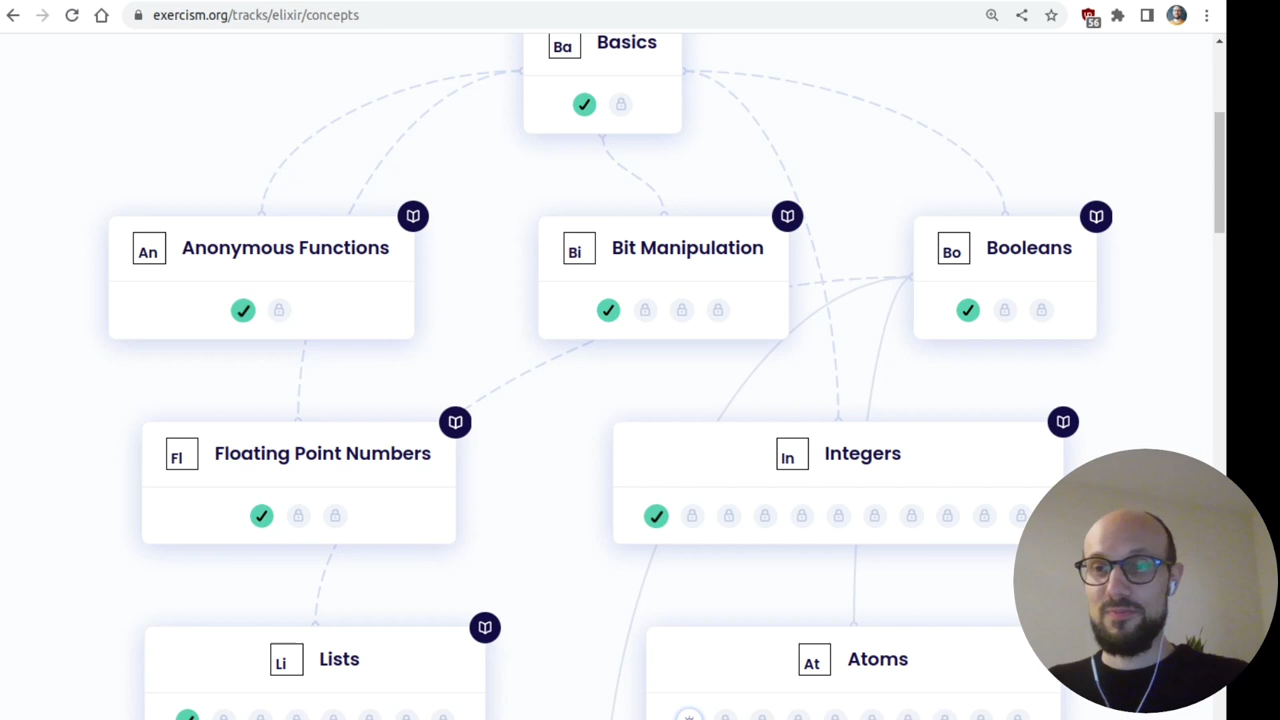 exercism.org/tracks/elixir/concepts
56
Ba Basics
An Anonymous Functions
Bi Bit Manipulation
Bo Booleans
Fl Floating Point Numbers
In Integers
Li Lists
At Atoms